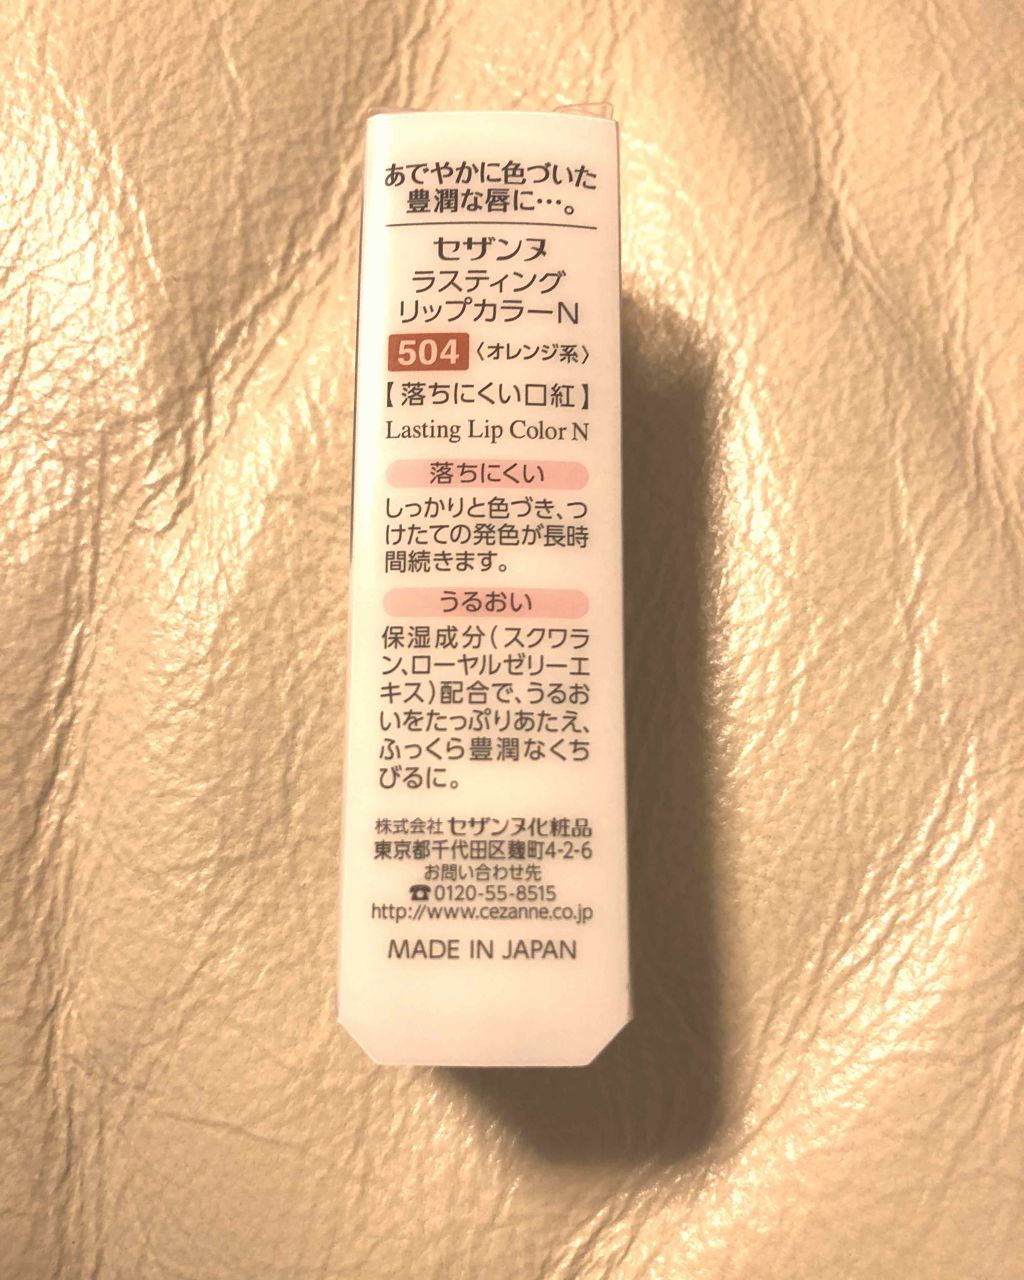 あでやかに色づいた
豊潤な唇に…。
セザンヌ
ラスティング
リップカラーN
504 〈オレンジ系〉
【落ちにくい口紅】
Lasting Lip Color N
落ちにくい
しっかりと色づき、つ
けたての発色が長時
間続きます。
うるおい
保湿成分(スクワラ
ン、ローヤルゼリーエ
キス)配合で、うるお
いをたっぷりあたえ、
ふっくら豊潤なくち
びるに。
株式会社 セザンヌ化粧品
東京都千代田区麹町4-2-6
お問い合わせ先
☎0120-55-8515
http://www.cezanne.co.jp
MADE IN JAPAN